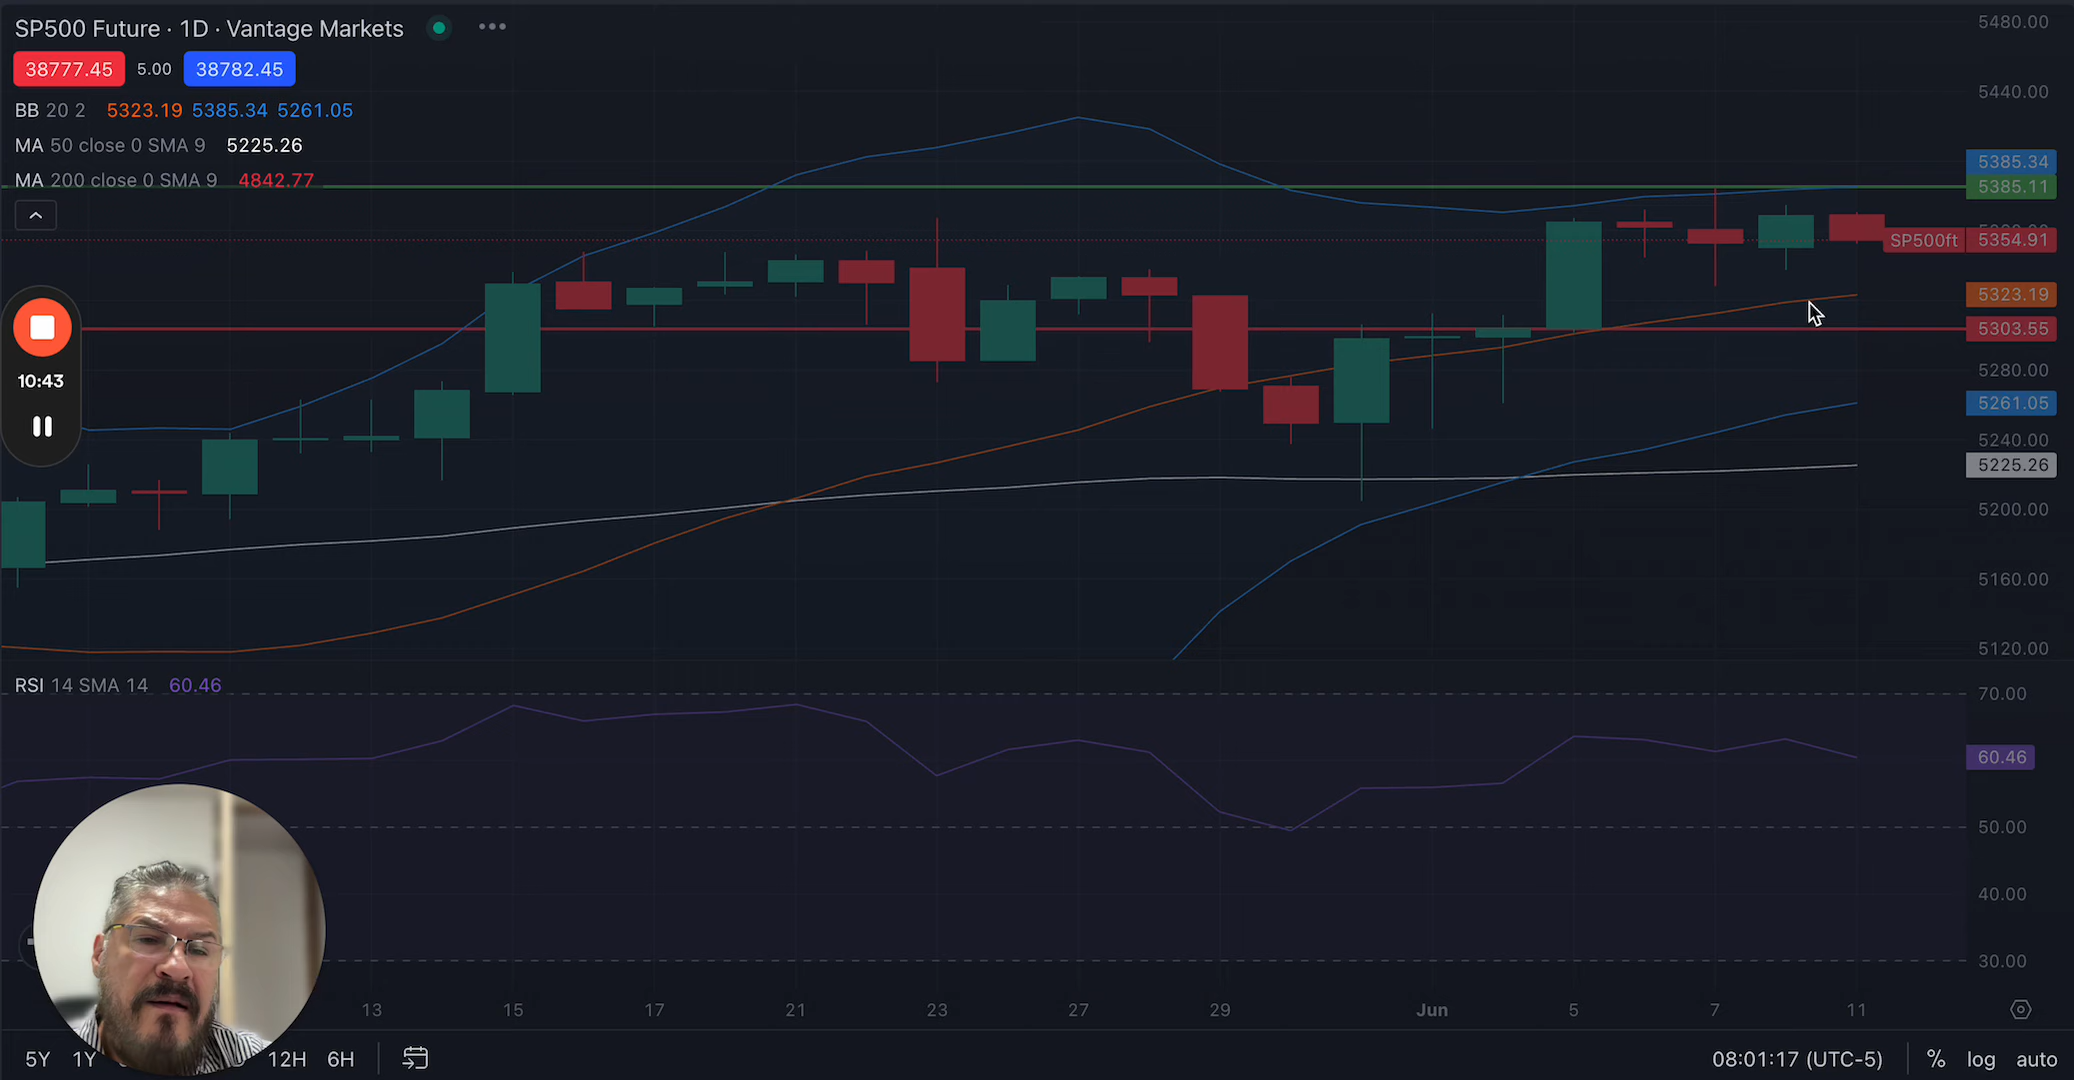 SP500 Future · 1D · Vantage Markets
38777.45 5.00 38782.45
BB 20 2 5323.19 5385.34 5261.05
MA 50 close 0 SMA 9 5225.26
MA 200 close 0 SMA 9 4842.77
10:43
5480.00
5440.00
5385.34
5385.11
SP500ft 5354.91
5323.19
5303.55
5280.00
5261.05
5240.00
5225.26
5200.00
5160.00
5120.00
RSI 14 SMA 14 60.46
70.00
60.46
50.00
40.00
30.00
13 15 17 21 23 27 29 Jun 5 7 11
5Y 1Y 12H 6H 08:01:17 (UTC-5) % log auto